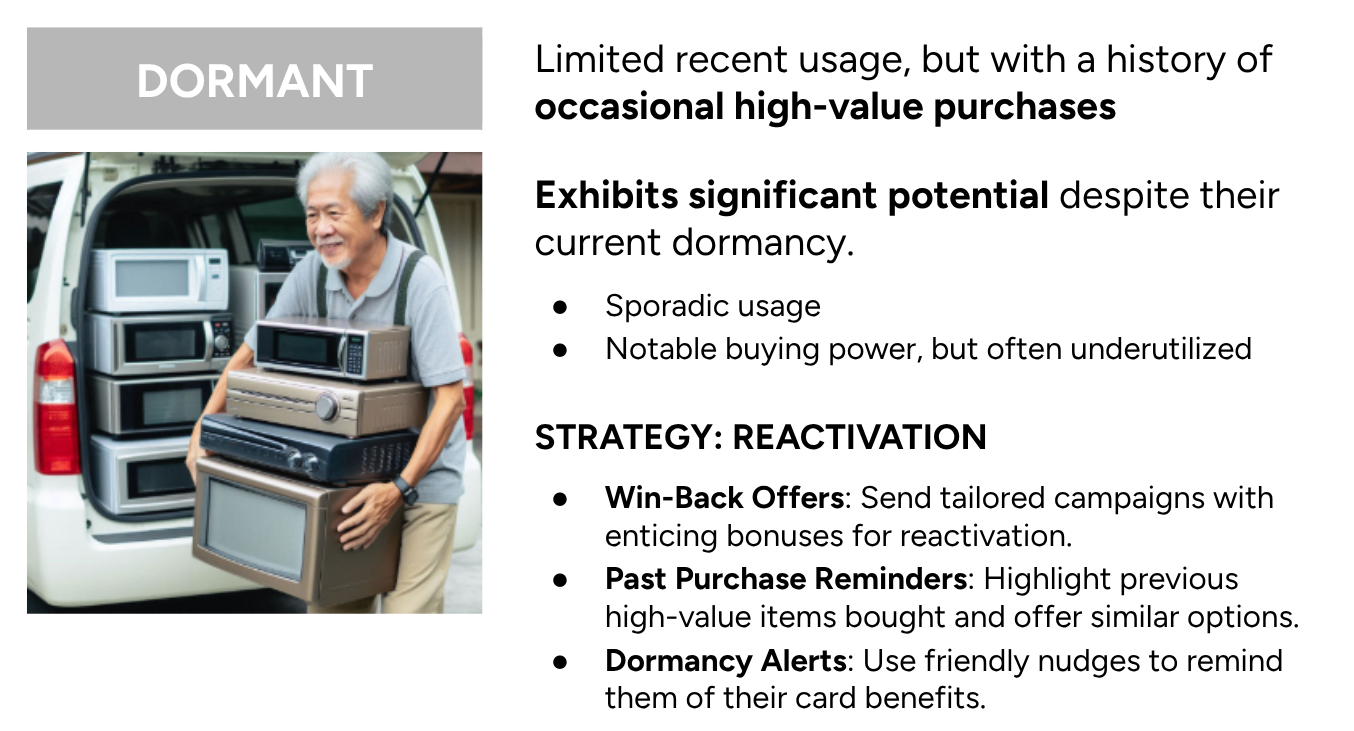 DORMANT
Limited recent usage, but with a history of
occasional high-value purchases
Exhibits significant potential despite their
current dormancy.
● Sporadic usage
● Notable buying power, but often underutilized
STRATEGY: REACTIVATION
● Win-Back Offers: Send tailored campaigns with
enticing bonuses for reactivation.
● Past Purchase Reminders: Highlight previous
high-value items bought and offer similar options.
● Dormancy Alerts: Use friendly nudges to remind
them of their card benefits.